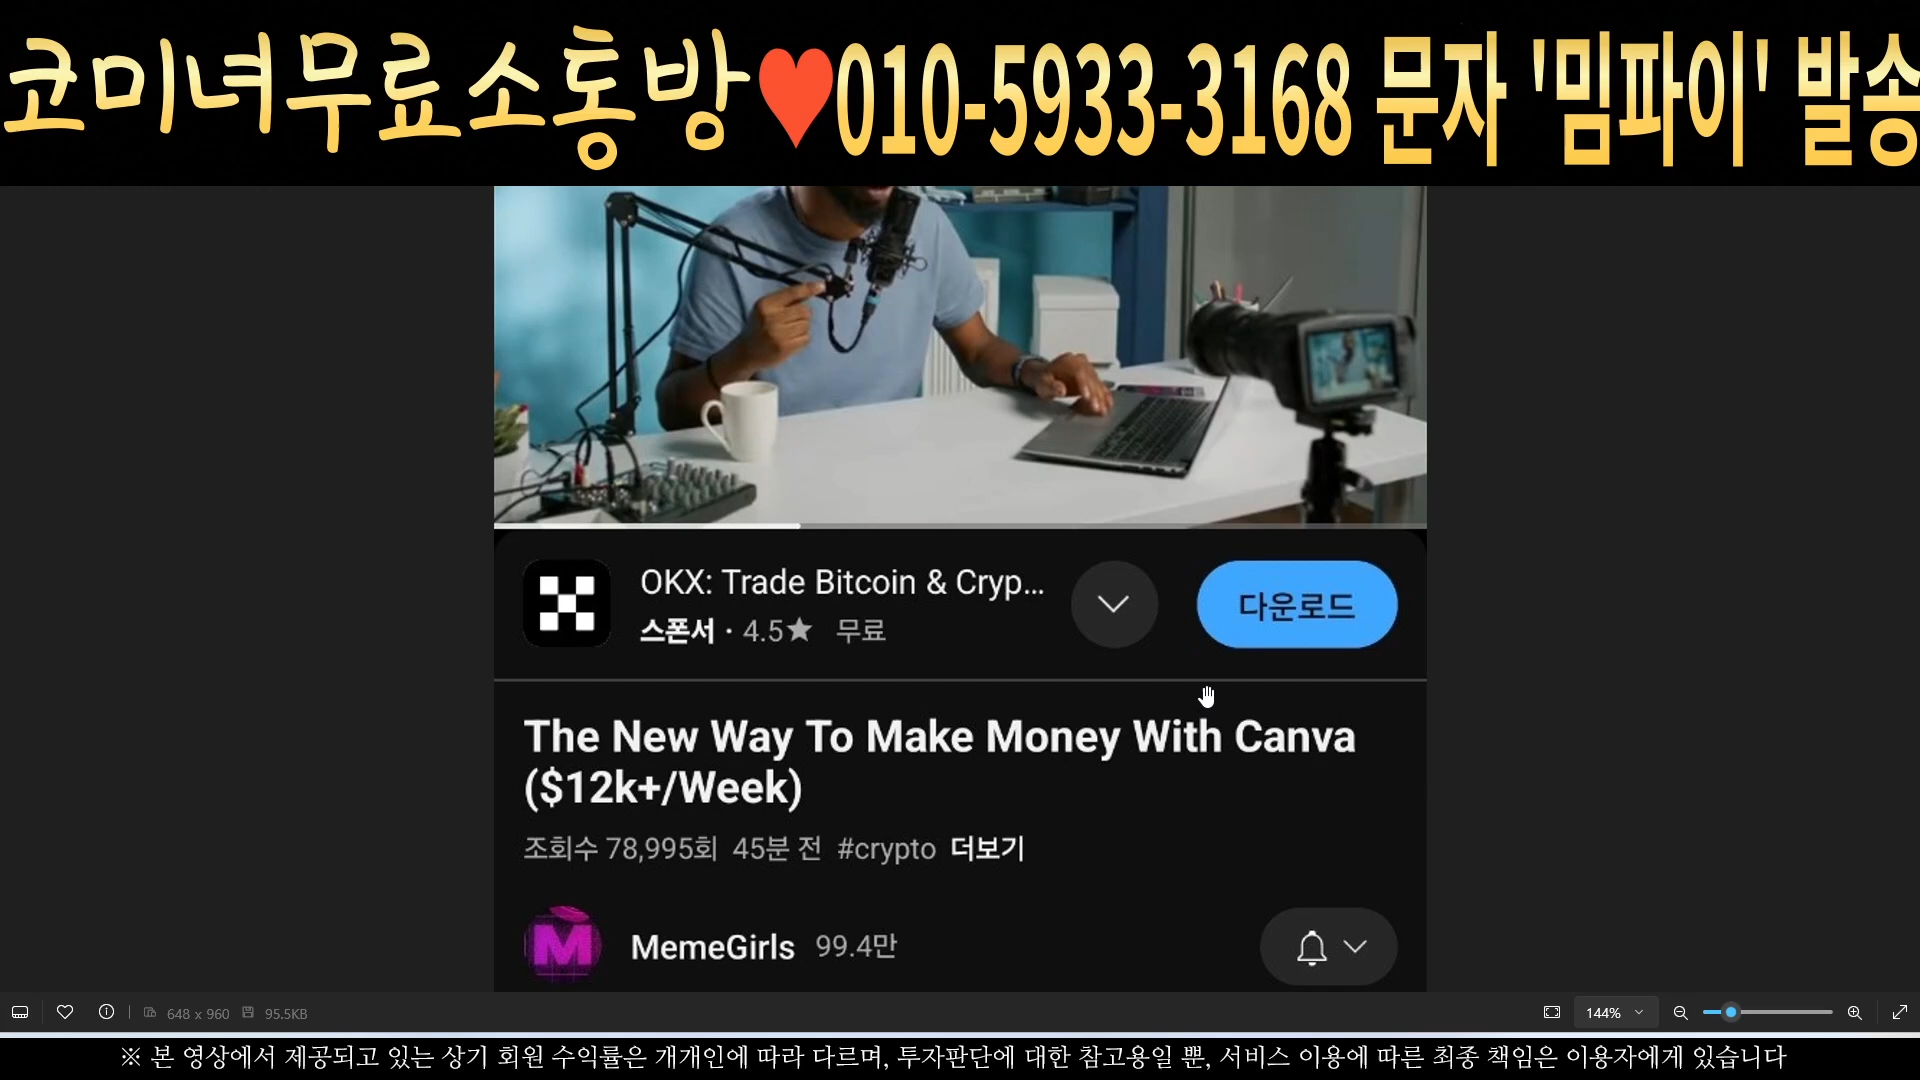 코미녀무료소통방♥010-5933-3168 문자 '밈파이' 발송
OKX: Trade Bitcoin & Cryp...
스폰서 · 4.5★ 무료
다운로드
The New Way To Make Money With Canva
($12k+/Week)
조회수 78,995회 45분 전 #crypto 더보기
M
MemeGirls 99.4만
648 x 960 95.5KB
144%
※ 본 영상에서 제공되고 있는 상기 회원 수익률은 개개인에 따라 다르며, 투자판단에 대한 참고용일 뿐, 서비스 이용에 따른 최종 책임은 이용자에게 있습니다